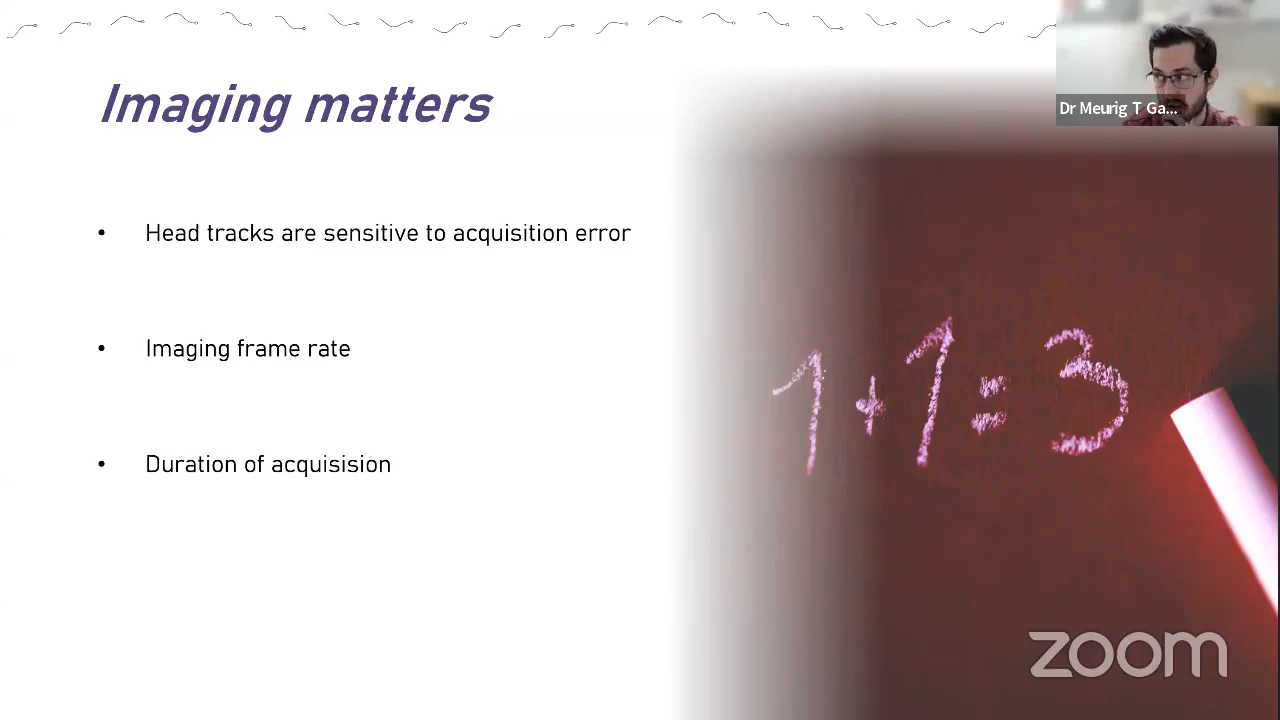 Imaging matters
Dr Meurig T Ga...
• Head tracks are sensitive to acquisition error
• Imaging frame rate
• Duration of acquisision
1+1=3
zoom